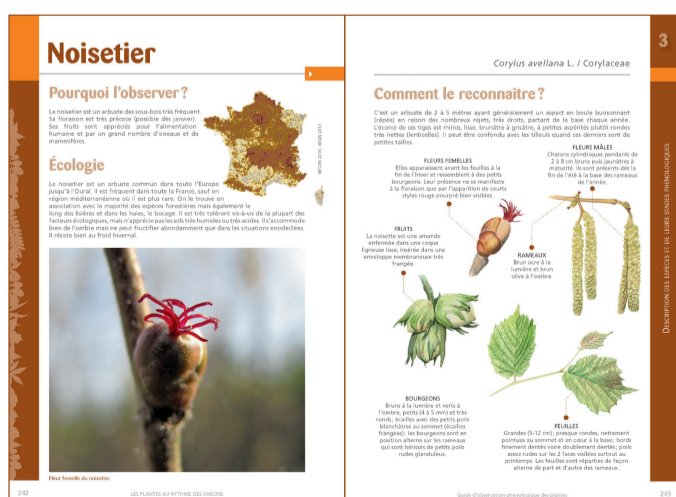 Noisetier
Pourquoi l'observer ?
Le noisetier est un arbuste des sous-bois très fréquent.
Sa floraison est très précoce (possible dès janvier).
Ses fruits sont appréciés pour l'alimentation
humaine et par un grand nombre d'oiseaux et de
mammifères.
Écologie
Le noisetier est un arbuste commun dans toute l'Europe
jusqu'à l'Oural. Il est fréquent dans toute la France, sauf en
région méditerranéenne où il est plus rare. On le trouve en
association avec la majorité des espèces forestières mais également le
long des lisières et dans les haies, le bocage. Il est très tolérant vis-à-vis de la plupart des
facteurs écologiques, mais n'apprécie pas les sols très humides ou très acides. Il s'accommode
bien de l'ombre mais ne peut fructifier abondamment que dans les situations ensoleillées.
Il résiste bien au froid hivernal.
Fleur femelle du noisetier
242
LES PLANTES AU RYTHME DES SAISONS
3
Corylus avellana L. / Corylaceae
Comment le reconnaître ?
C'est un arbuste de 2 à 5 mètres ayant généralement un aspect en boule buissonnant
(cépée) en raison des nombreux rejets, très droits, partant de la base chaque année.
L'écorce de ses tiges est mince, lisse, brunâtre à grisâtre, à petites aspérités plutôt rondes
très nettes (lenticelles). Il peut être confondu avec les tilleuls quand ces derniers sont de
petites tailles.
FLEURS FEMELLES
Elles apparaissent avant les feuilles à la
fin de l'hiver et ressemblent à des petits
bourgeons. Leur présence ne se manifeste
à la floraison que par l'apparition de courts
styles rouge pourpré bien visibles.
FLEURS MÂLES
Chatons cylindriques pendants de
2 à 8 cm bruns puis jaunâtres à
maturité. Ils sont présents dès la
fin de l'été à la base des rameaux
de l'année.
FRUITS
La noisette est une amande
enfermée dans une coque
ligneuse lisse, insérée dans une
enveloppe membraneuse très
frangée.
RAMEAUX
Brun ocre à la
lumière et brun
olive à l'ombre.
BOURGEONS
Bruns à la lumière et verts à
l'ombre, petits (4 à 5 mm) et très
ronds ; écailles avec des petits poils
blanchâtres au sommet (écailles
frangées) ; les bourgeons sont en
position alterne sur les rameaux
qui sont hérissés de petits poils
rudes glanduleux.
FEUILLES
Grandes (5-12 cm) ; presque rondes, nettement
pointues au sommet et en cœur à la base ; bords
finement dentés voire doublement dentés ; poils
assez rudes sur les 2 faces visibles surtout au
printemps. Les feuilles sont réparties de façon
alterne de part et d'autre des rameaux.
DESCRIPTION DES ESPÈCES ET DE LEURS STADES PHÉNOLOGIQUES
Guide d'observation phénologique des plantes
243